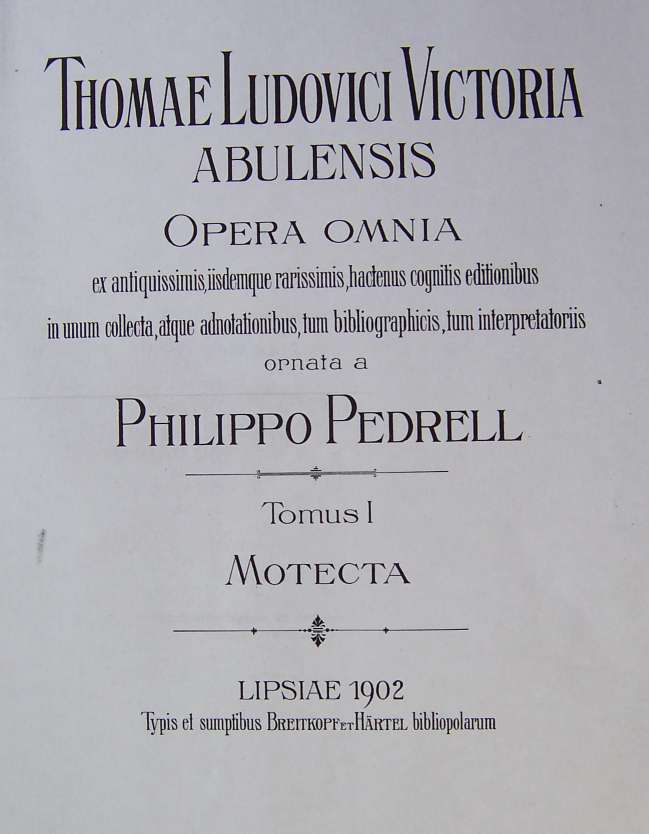 THOMAE LUDOVICI VICTORIA
ABULENSIS
OPERA OMNIA
ex antiquissimis, iisdemque rarissimis, hactenus cognitis editionibus
in unum collecta, atque adnotationibus, tum bibliographicis, tum interpretatoriis
ornata a
PHILIPPO PEDRELL
Tomus I
MOTECTA
LIPSIAE 1902
Typis et sumptibus BREITKOPF ET HÄRTEL bibliopolarum